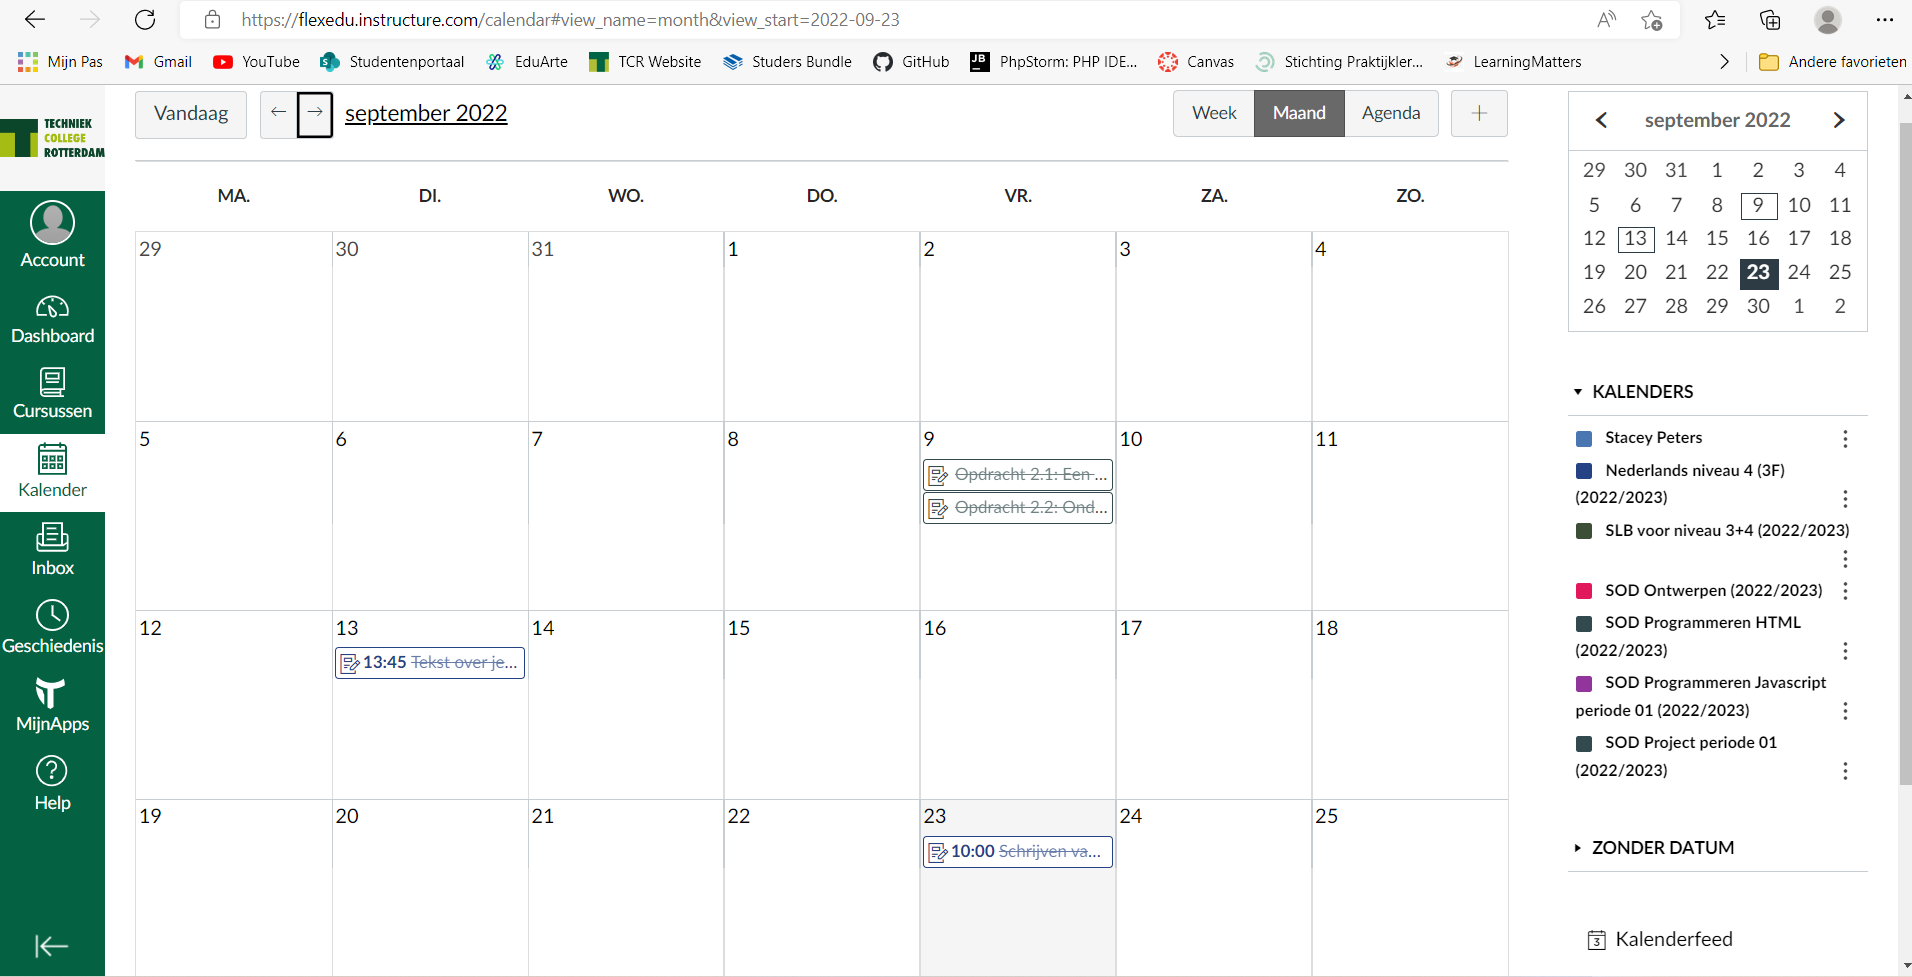 https://flexedu.instructure.com/calendar#view_name=month&view_start=2022-09-23
Mijn Pas
Gmail
YouTube
Studentenportaal
EduArte
TCR Website
Studers Bundle
GitHub
PhpStorm: PHP IDE...
Canvas
Stichting Praktijkler...
LearningMatters
Andere favorieten
TECHNIEK
COLLEGE
ROTTERDAM
Account
Dashboard
Cursussen
Kalender
Inbox
Geschiedenis
MijnApps
Help
Vandaag
september 2022
Week
Maand
Agenda
MA. DI. WO. DO. VR. ZA. ZO.
29 30 31 1 2 3 4
5 6 7 8 9 10 11
Opdracht 2.1: Een ...
Opdracht 2.2: Ond...
12 13 14 15 16 17 18
13:45 Tekst over je...
19 20 21 22 23 24 25
10:00 Schrijven va...
september 2022
29 30 31 1 2 3 4
5 6 7 8 9 10 11
12 13 14 15 16 17 18
19 20 21 22 23 24 25
26 27 28 29 30 1 2
KALENDERS
Stacey Peters
Nederlands niveau 4 (3F)
(2022/2023)
SLB voor niveau 3+4 (2022/2023)
SOD Ontwerpen (2022/2023)
SOD Programmeren HTML
(2022/2023)
SOD Programmeren Javascript
periode 01 (2022/2023)
SOD Project periode 01
(2022/2023)
ZONDER DATUM
3 Kalenderfeed